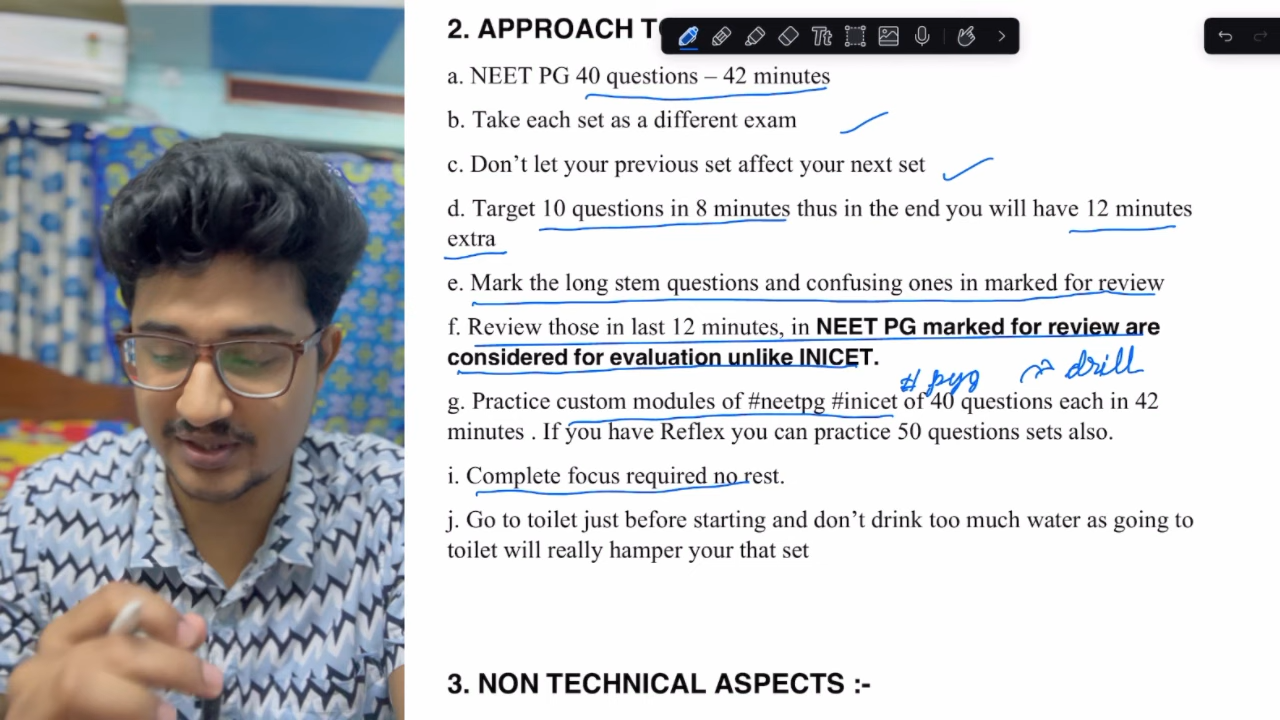 2. APPROACH T
a. NEET PG 40 questions – 42 minutes
b. Take each set as a different exam
c. Don’t let your previous set affect your next set
d. Target 10 questions in 8 minutes thus in the end you will have 12 minutes
extra
e. Mark the long stem questions and confusing ones in marked for review
f. Review those in last 12 minutes, in NEET PG marked for review are
considered for evaluation unlike INICET.
# pyq drill
g. Practice custom modules of #neetpg #inicet of 40 questions each in 42
minutes . If you have Reflex you can practice 50 questions sets also.
i. Complete focus required no rest.
j. Go to toilet just before starting and don’t drink too much water as going to
toilet will really hamper your that set
3. NON TECHNICAL ASPECTS :-